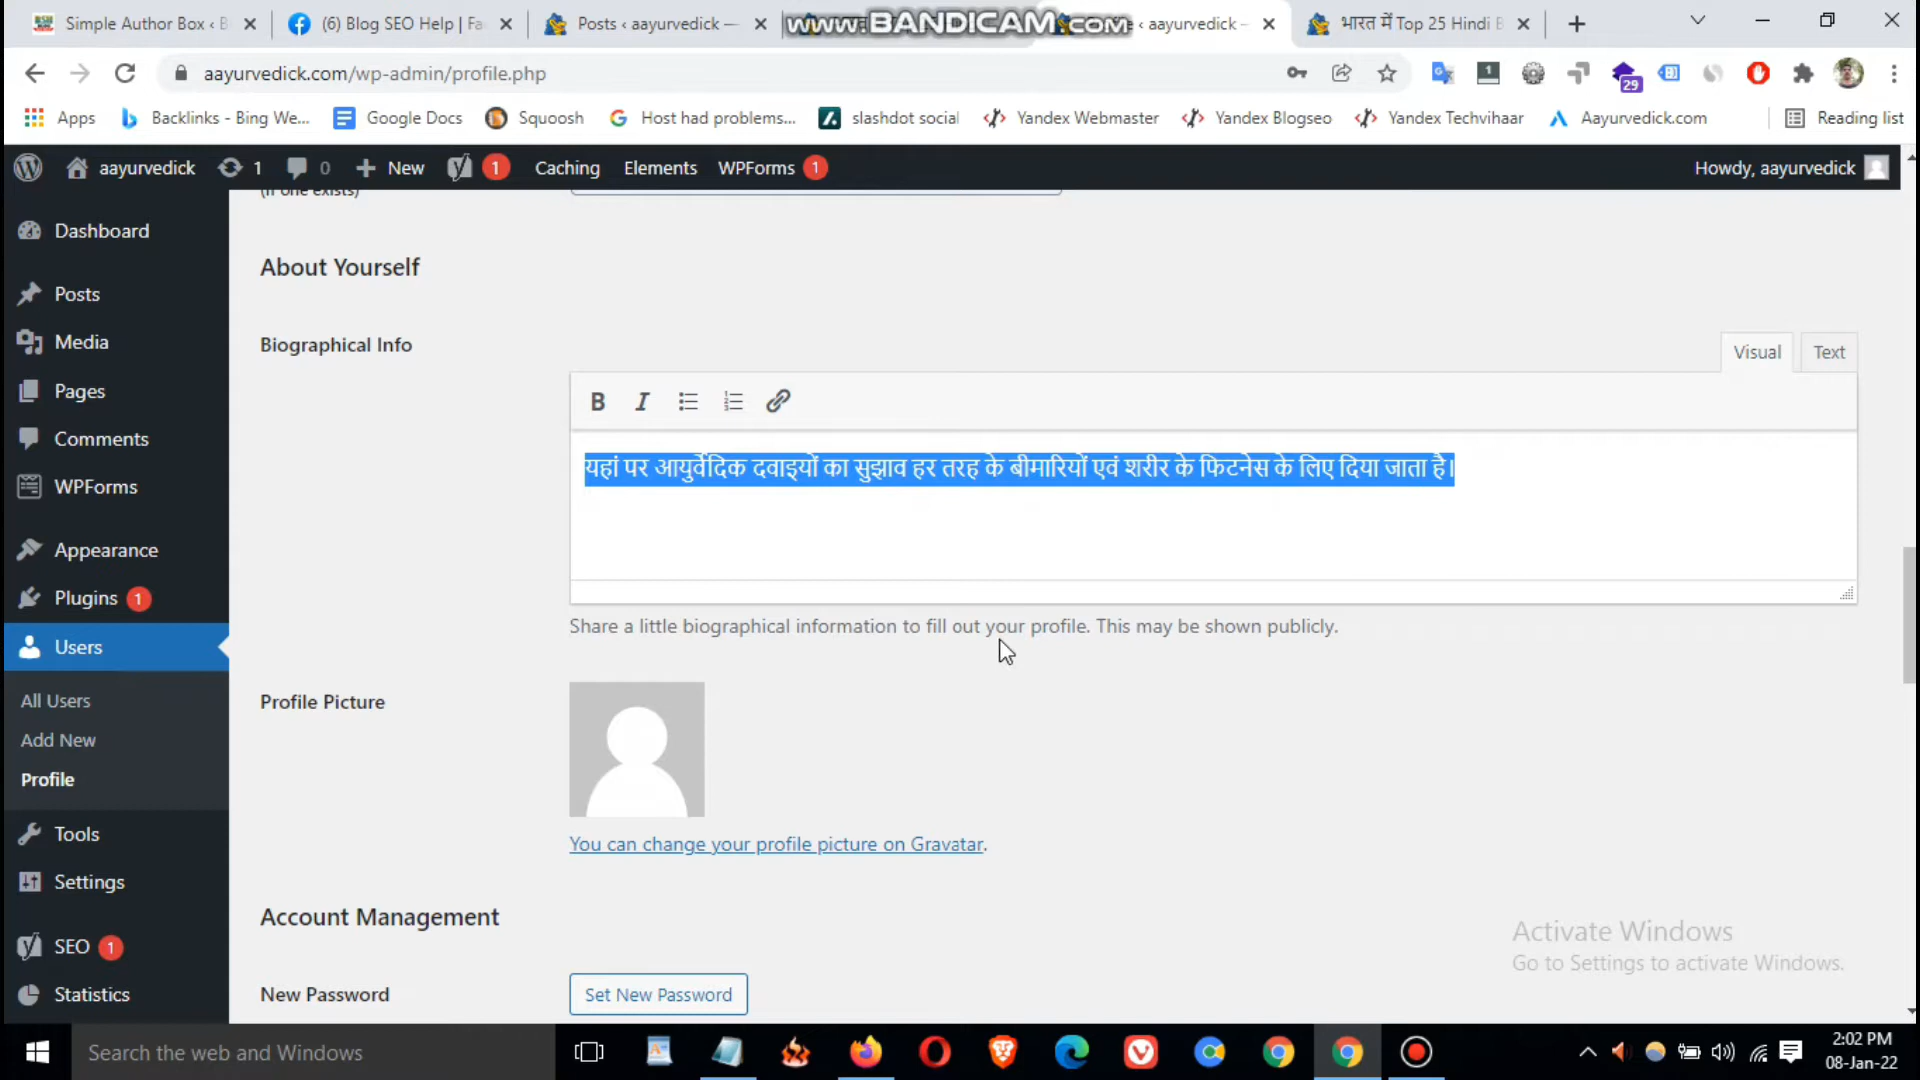 Simple Author Box ‹ B
(6) Blog SEO Help | Fa
Posts ‹ aayurvedick —
www.BANDICAM.com
‹ aayurvedick –
भारत में Top 25 Hindi B
aayurvedick.com/wp-admin/profile.php
29
Apps
Backlinks - Bing We...
Google Docs
Squoosh
Host had problems...
slashdot social
Yandex Webmaster
Yandex Blogseo
Yandex Techvihaar
Aayurvedick.com
Reading list
aayurvedick
1
0
New
1
Caching
Elements
WPForms 1
Howdy, aayurvedick
(if one exists)
Dashboard
Posts
Media
Pages
Comments
WPForms
Appearance
Plugins 1
Users
All Users
Add New
Profile
Tools
Settings
SEO 1
Statistics
About Yourself
Biographical Info
Visual
Text
B I
यहां पर आयुर्वेदिक दवाइयों का सुझाव हर तरह के बीमारियों एवं शरीर के फिटनेस के लिए दिया जाता है।
Share a little biographical information to fill out your profile. This may be shown publicly.
Profile Picture
You can change your profile picture on Gravatar.
Account Management
New Password
Set New Password
Activate Windows
Go to Settings to activate Windows.
Search the web and Windows
2:02 PM
08-Jan-22